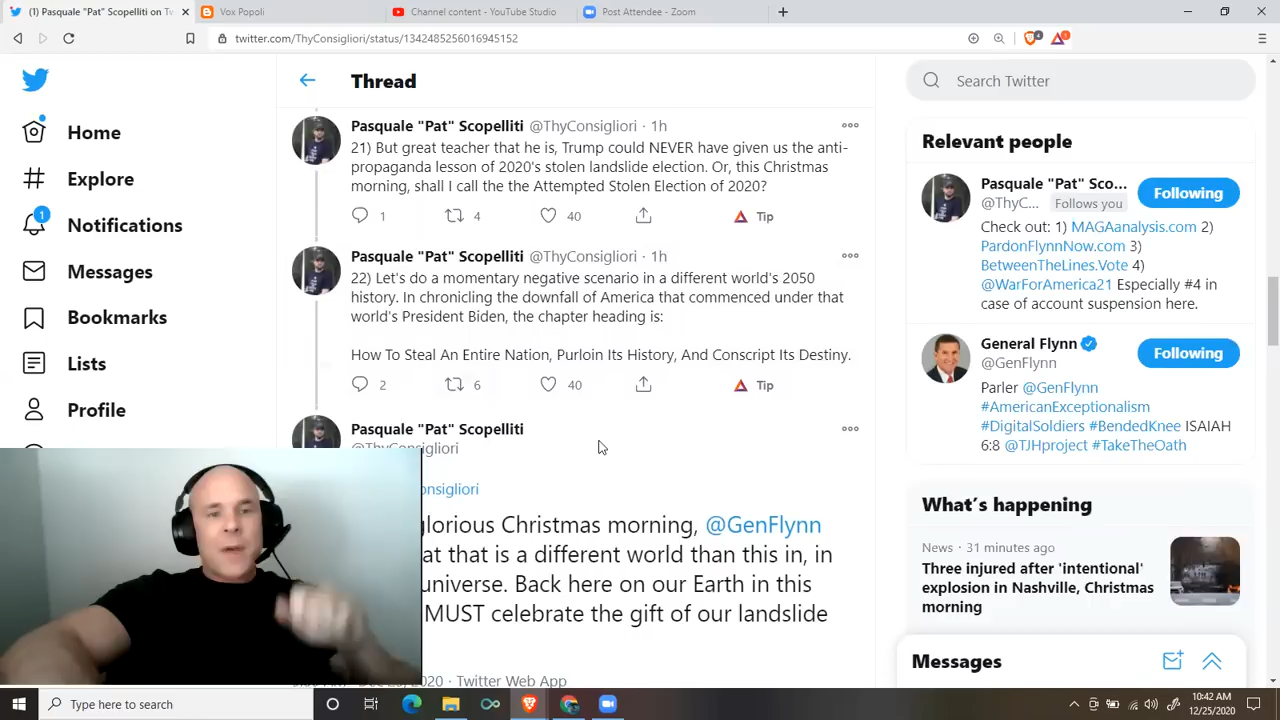 (1) Pasquale "Pat" Scopelliti on Tw
Vox Popoli
Channel content - YouTube Studio
Post Attendee - Zoom
twitter.com/ThyConsigliori/status/1342485256016945152
Home
Explore
1
Notifications
Messages
Bookmarks
Lists
Profile
Thread
Pasquale "Pat" Scopelliti @ThyConsigliori · 1h
21) But great teacher that he is, Trump could NEVER have given us the anti-
propaganda lesson of 2020's stolen landslide election. Or, this Christmas
morning, shall I call the the Attempted Stolen Election of 2020?
1 4 40 Tip
Pasquale "Pat" Scopelliti @ThyConsigliori · 1h
22) Let's do a momentary negative scenario in a different world's 2050
history. In chronicling the downfall of America that commenced under that
world's President Biden, the chapter heading is:
How To Steal An Entire Nation, Purloin Its History, And Conscript Its Destiny.
2 6 40 Tip
Pasquale "Pat" Scopelliti
@ThyConsigliori
onsigliori
glorious Christmas morning, @GenFlynn
at that is a different world than this in, in
universe. Back here on our Earth in this
MUST celebrate the gift of our landslide
2020 · Twitter Web App
Search Twitter
Relevant people
Pasquale "Pat" Sco...
@ThyC... Follows you
Following
Check out: 1) MAGAanalysis.com 2)
PardonFlynnNow.com 3)
BetweenTheLines.Vote 4)
@WarForAmerica21 Especially #4 in
case of account suspension here.
General Flynn
@GenFlynn
Following
Parler @GenFlynn
#AmericanExceptionalism
#DigitalSoldiers #BendedKnee ISAIAH
6:8 @TJHproject #TakeTheOath
What's happening
News · 31 minutes ago
Three injured after 'intentional'
explosion in Nashville, Christmas
morning
Messages
Type here to search
10:42 AM
12/25/2020